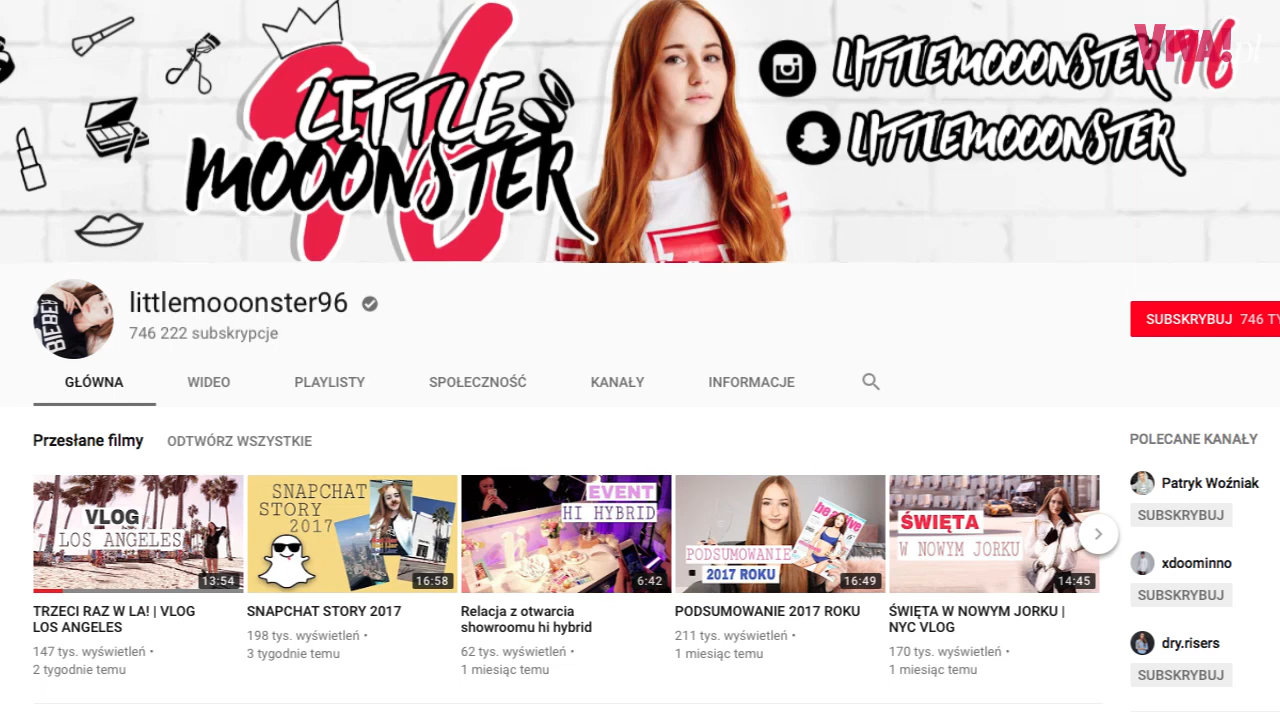 96
LITTLE
MOOONSTER
LITTLEMOOONSTER96
LITTLEMOOONSTER
VIVA!.pl
BIEBER
littlemooonster96
746 222 subskrypcje
SUBSKRYBUJ 746 TY
GŁÓWNA WIDEO PLAYLISTY SPOŁECZNOŚĆ KANAŁY INFORMACJE
Przesłane filmy ODTWÓRZ WSZYSTKIE
POLECANE KANAŁY
VLOG
LOS ANGELES
13:54
SNAPCHAT
STORY
2017
16:58
EVENT
HI HYBRID
6:42
PODSUMOWANIE
2017 ROKU
be active
16:49
ŚWIĘTA
W NOWYM JORKU
14:45
TRZECI RAZ W LA! | VLOG
LOS ANGELES
147 tys. wyświetleń •
2 tygodnie temu
SNAPCHAT STORY 2017
198 tys. wyświetleń •
3 tygodnie temu
Relacja z otwarcia
showroomu hi hybrid
62 tys. wyświetleń •
1 miesiąc temu
PODSUMOWANIE 2017 ROKU
211 tys. wyświetleń •
1 miesiąc temu
ŚWIĘTA W NOWYM JORKU |
NYC VLOG
170 tys. wyświetleń •
1 miesiąc temu
Patryk Woźniak
SUBSKRYBUJ
xdoominno
SUBSKRYBUJ
dry.risers
SUBSKRYBUJ